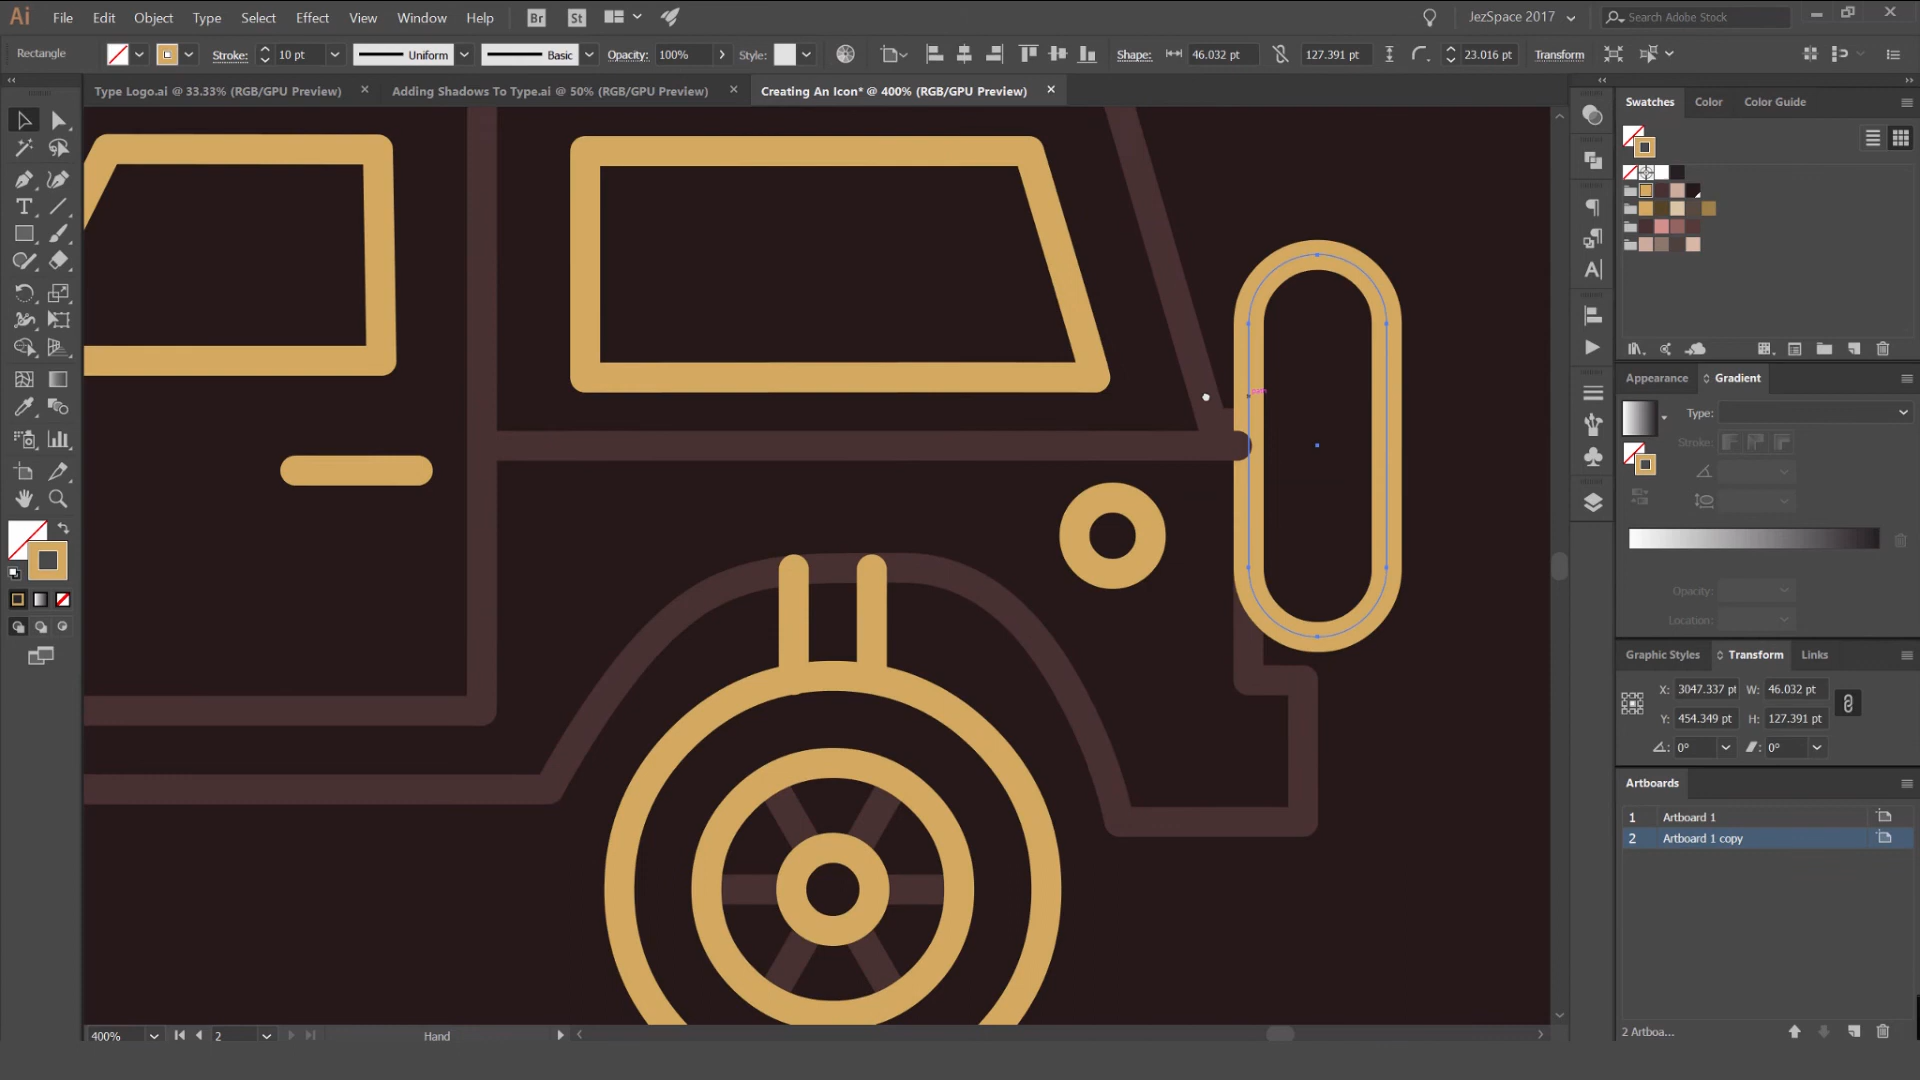 Ai File Edit Object Type Select Effect View Window Help Br St JezSpace 2017 Search Adobe Stock
Rectangle Stroke: 10 pt Uniform Basic Opacity: 100% Style: Shape: 46.032 pt 127.391 pt 23.016 pt Transform
Type Logo.ai @ 33.33% (RGB/GPU Preview) Adding Shadows To Type.ai @ 50% (RGB/GPU Preview) Creating An Icon* @ 400% (RGB/GPU Preview)
Swatches Color Color Guide
Appearance Gradient
Type:
Stroke:
Opacity:
Location:
Graphic Styles Transform Links
X: 3047.337 pt W: 46.032 pt
Y: 454.349 pt H: 127.391 pt
0° 0°
Artboards
1 Artboard 1
2 Artboard 1 copy
2 Artboa...
400% 2 Hand